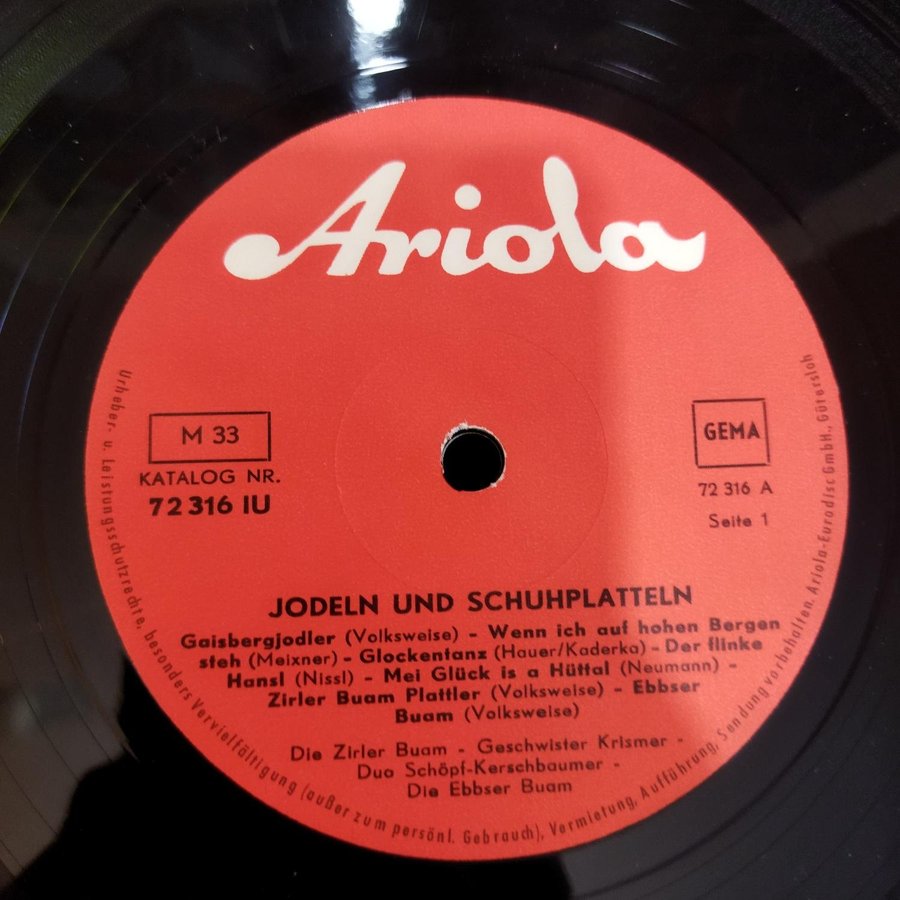 Ariola
M 33
KATALOG NR.
72 316 IU
GEMA
72 316 A
Seite 1
JODELN UND SCHUHPLATTELN
Gaisbergjodler (Volksweise) - Wenn ich auf hohen Bergen
steh (Meixner) - Glockentanz (Hauer/Kaderka) - Der flinke
Hansl (Nissl) - Mei Glück is a Hüttal (Neumann) -
Zirler Buam Plattler (Volksweise) - Ebbser
Buam (Volksweise)
Die Zirler Buam - Geschwister Krismer -
Duo Schöpf-Kerschbaumer -
Die Ebbser Buam
Urheber- u. Leistungsschutzrechte, besonders Vervielfältigung (außer zum persönl. Gebrauch), Vermietung, Aufführung, Sendung vorbehalten. Ariola-Eurodisc GmbH., Gütersloh